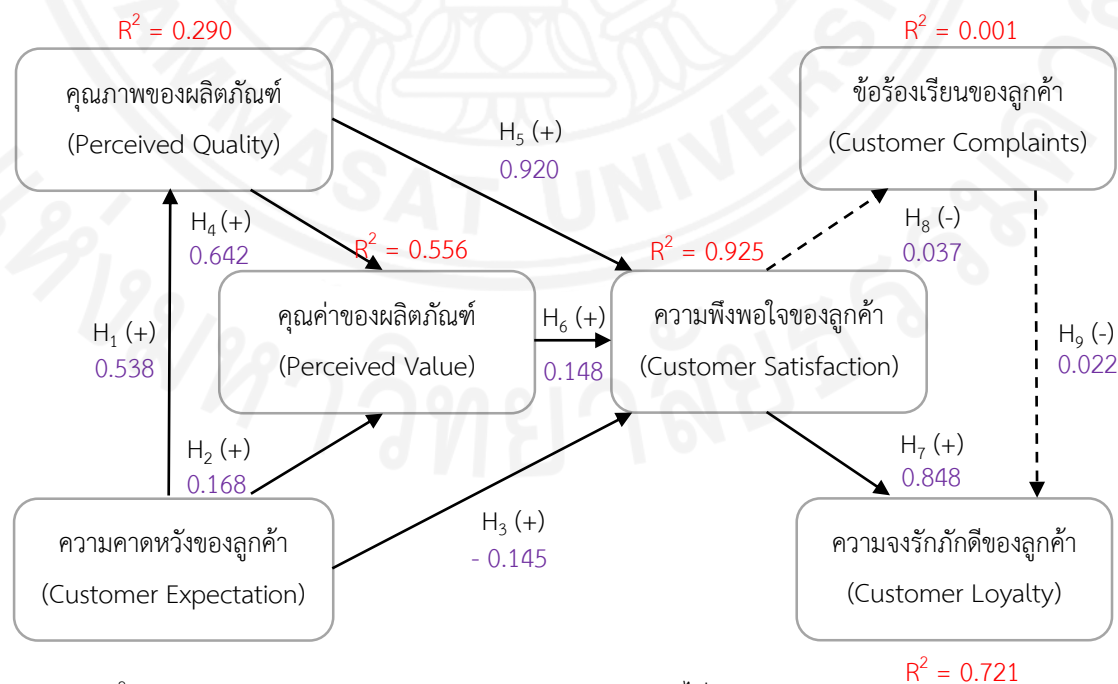 R² = 0.290
คุณภาพของผลิตภัณฑ์
(Perceived Quality)
R² = 0.001
ข้อร้องเรียนของลูกค้า
(Customer Complaints)
H₅ (+)
0.920
H₄ (+)
0.642
R² = 0.556
คุณค่าของผลิตภัณฑ์
(Perceived Value)
R² = 0.925
ความพึงพอใจของลูกค้า
(Customer Satisfaction)
H₈ (-)
0.037
H₆ (+)
0.148
H₁ (+)
0.538
H₉ (-)
0.022
H₂ (+)
0.168
H₇ (+)
0.848
H₃ (+)
- 0.145
ความคาดหวังของลูกค้า
(Customer Expectation)
ความจงรักภักดีของลูกค้า
(Customer Loyalty)
R² = 0.721
THAMMASAT UNIVERSITY